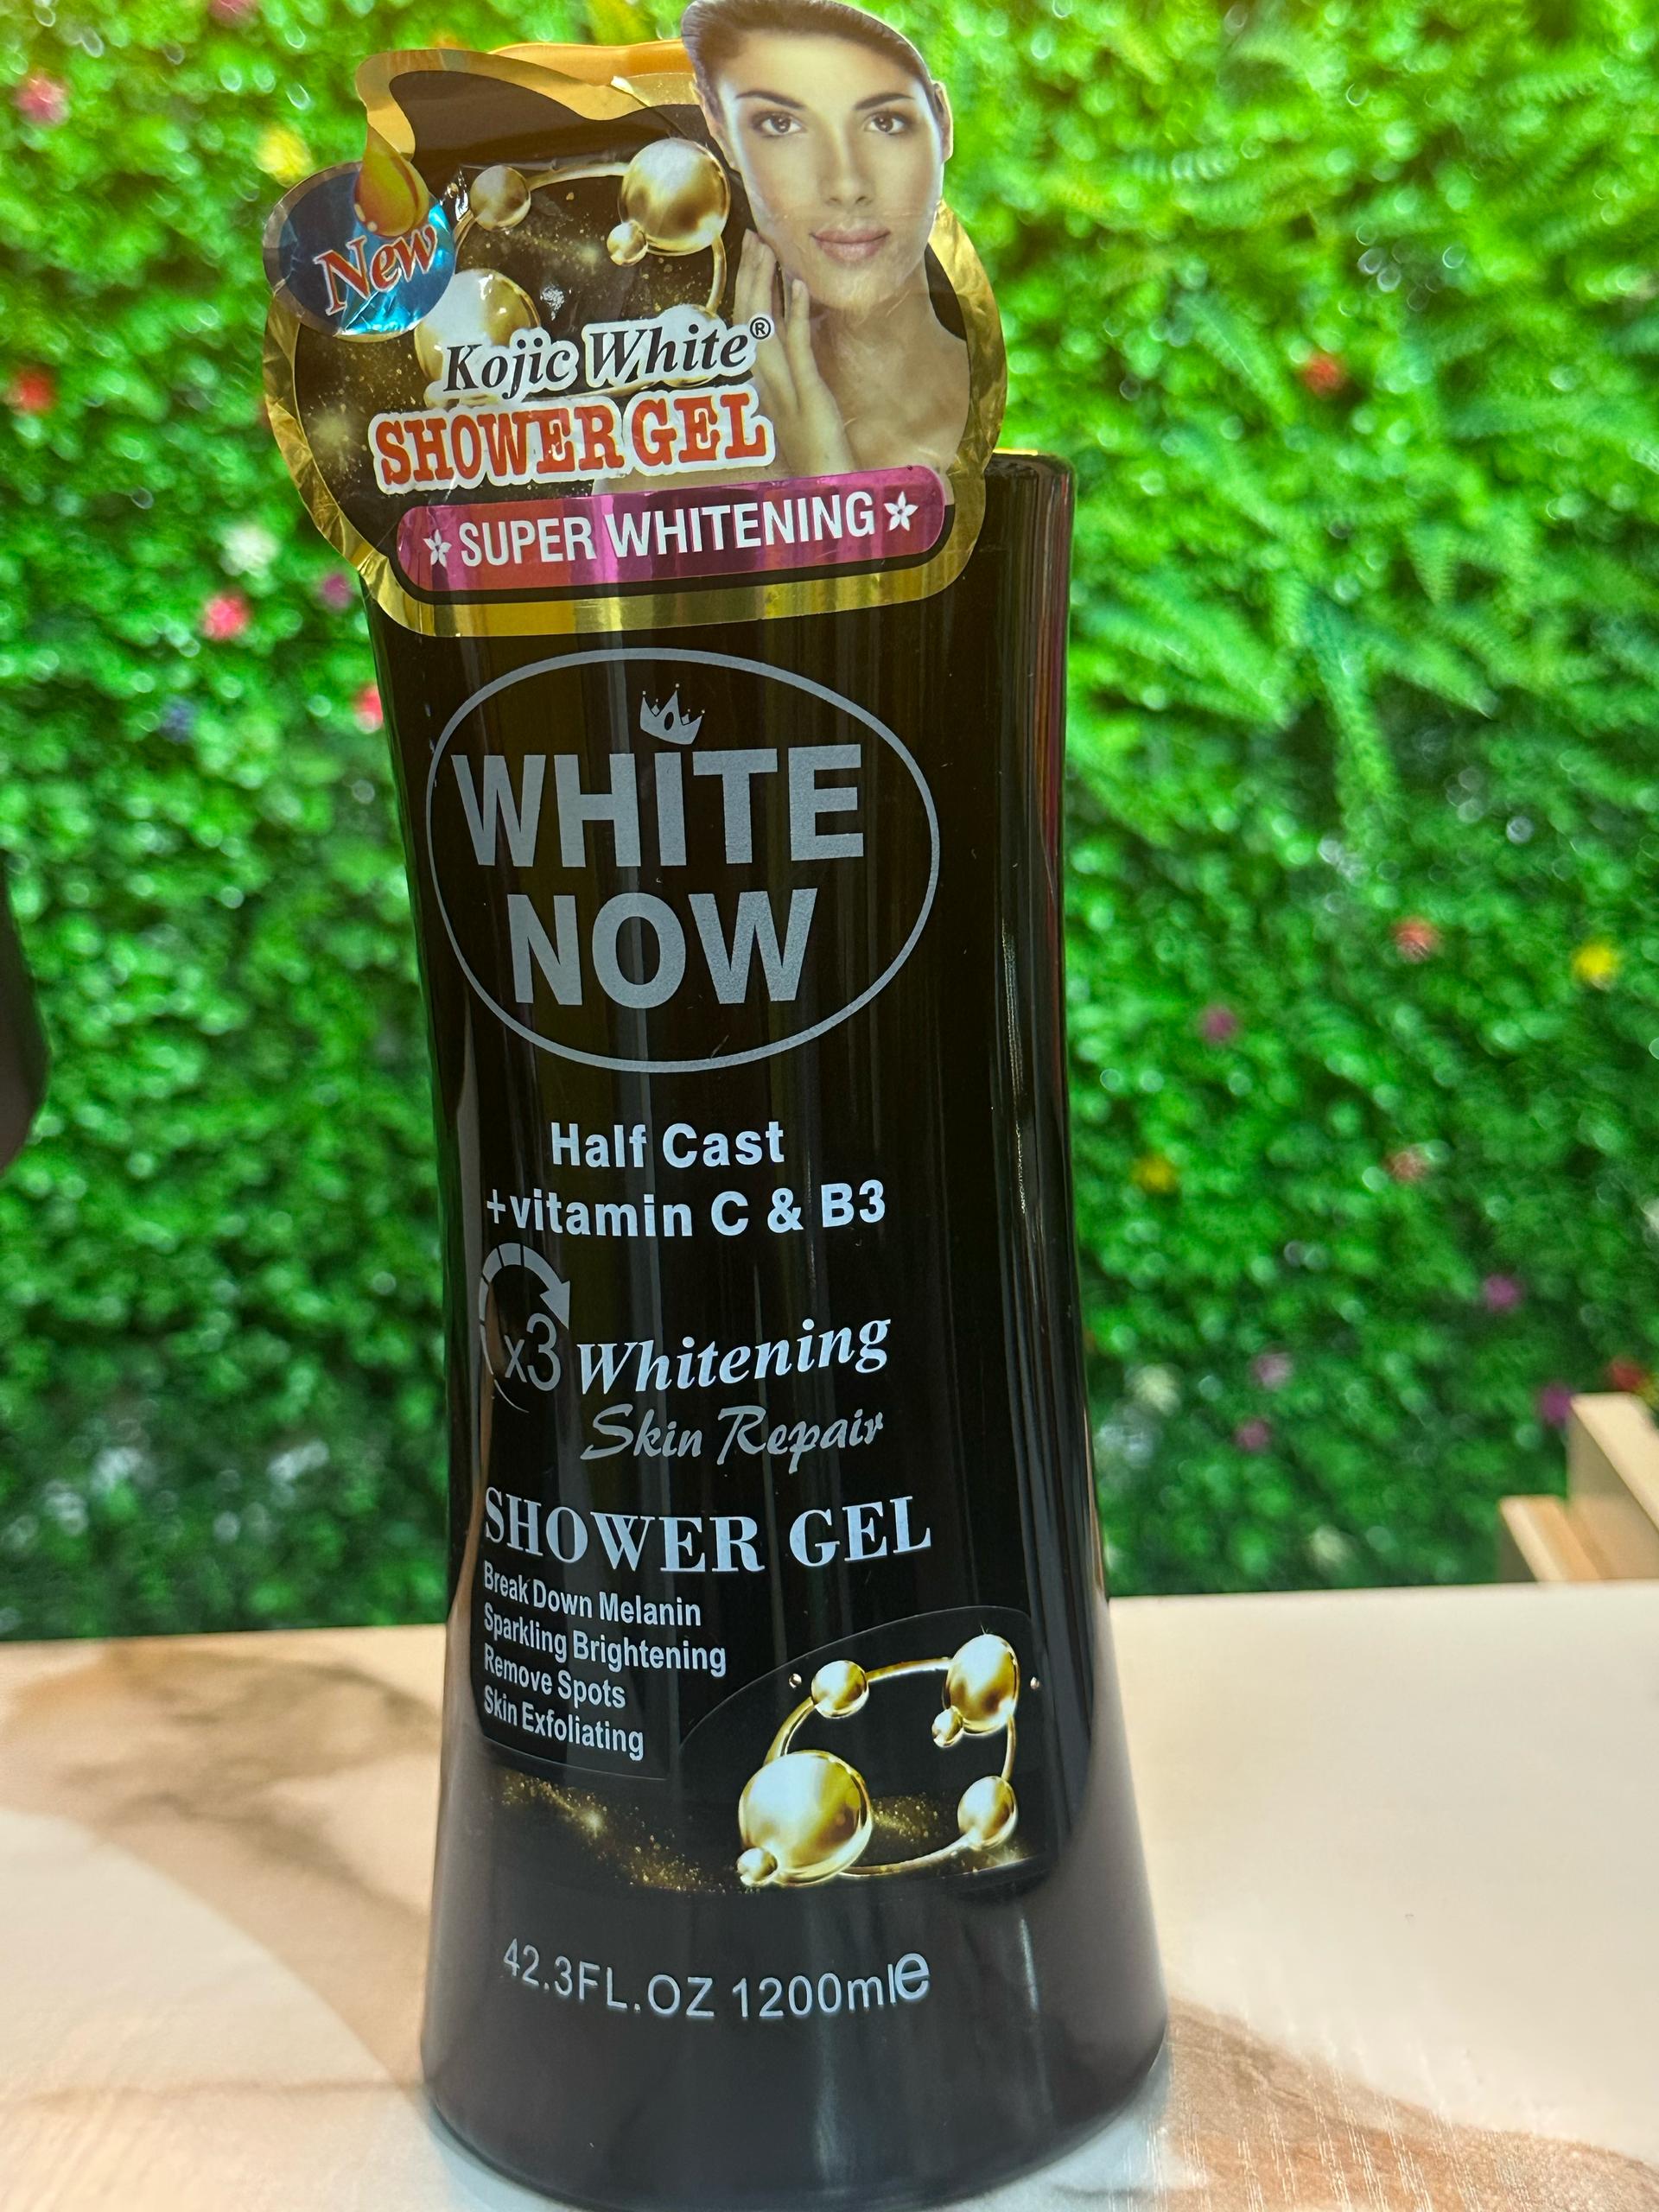 New
Kojic White®
SHOWER GEL
SUPER WHITENING
WHITE
NOW
Half Cast
+vitamin C & B3
x3 Whitening
Skin Repair
SHOWER GEL
Break Down Melanin
Sparkling Brightening
Remove Spots
Skin Exfoliating
42.3FL.OZ 1200ml℮